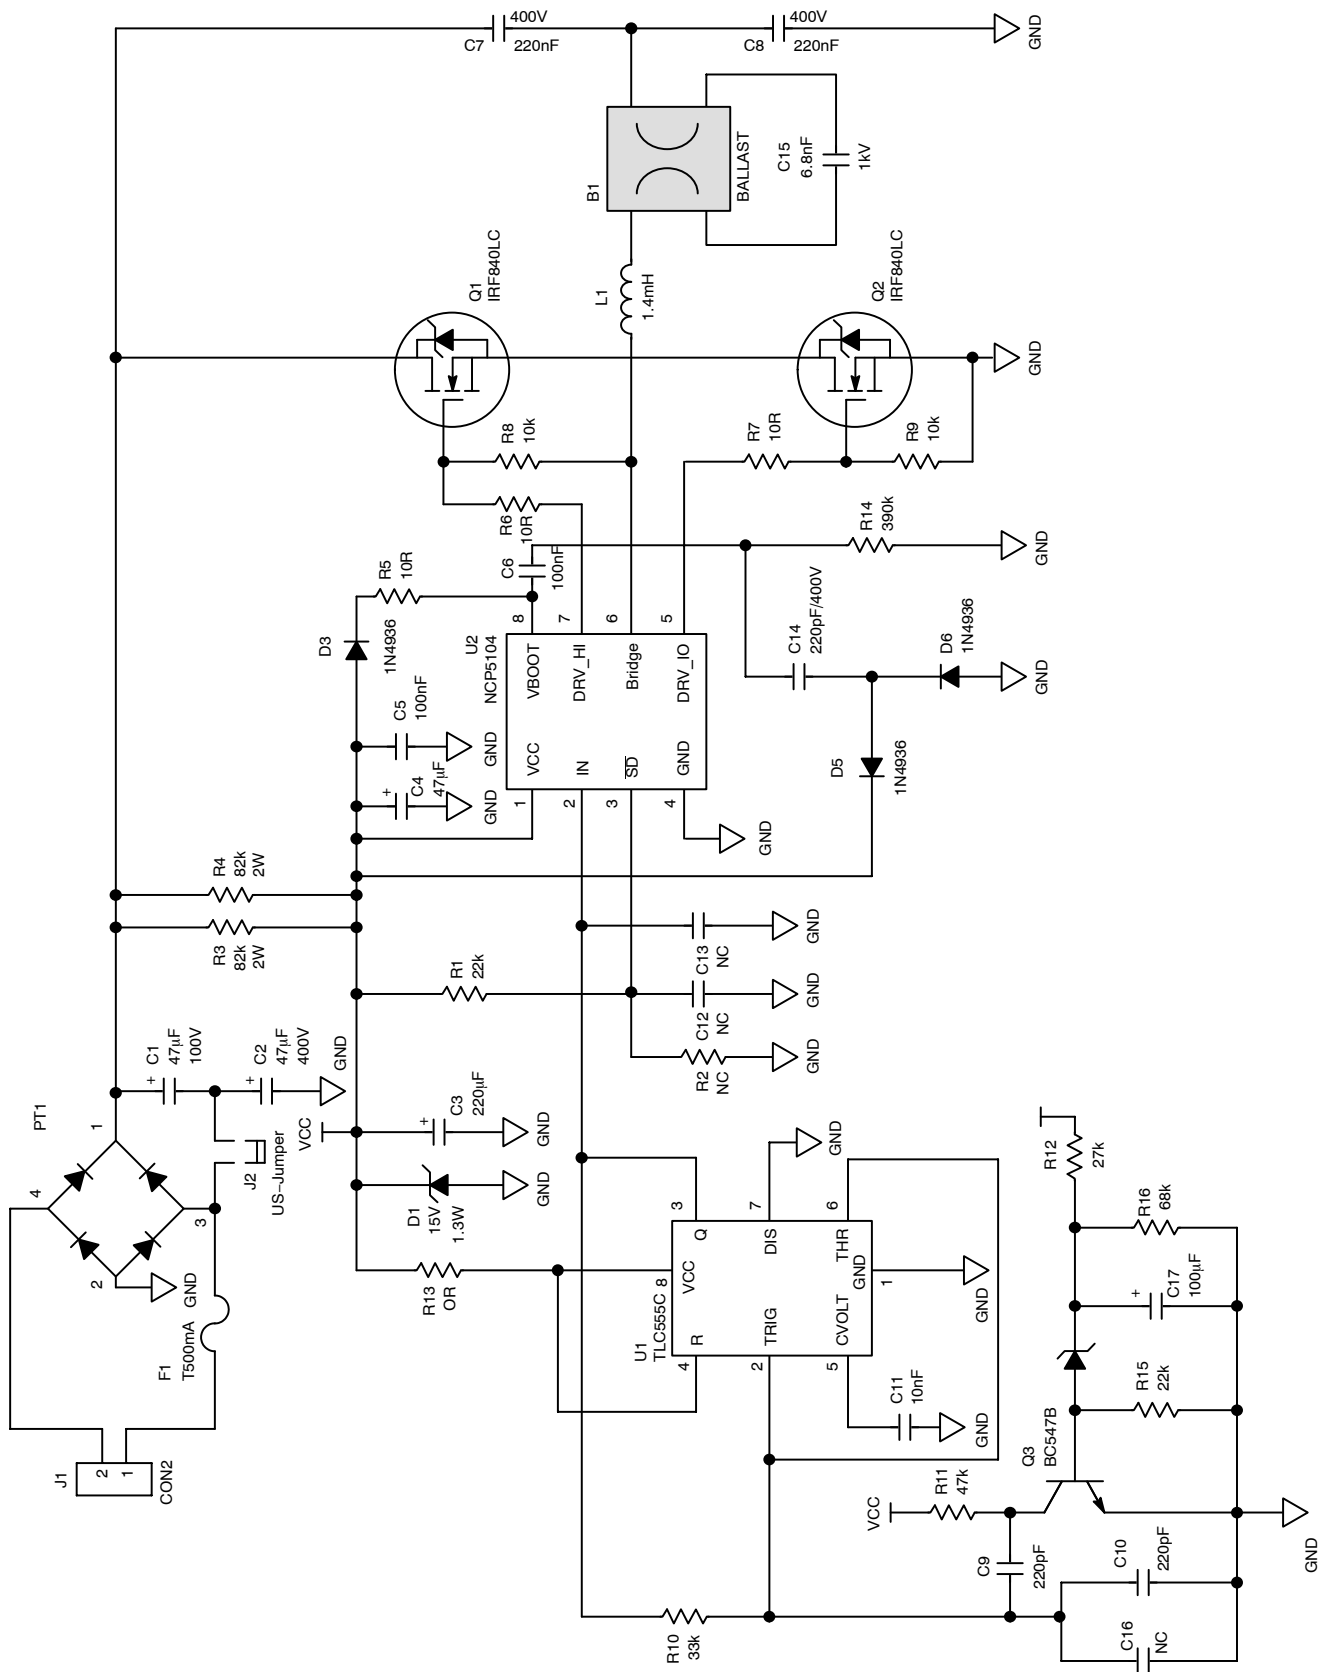 400V
C7
220nF
400V
C8
220nF
GND
B1
BALLAST
C15
6.8nF
1kV
Q1
IRF840LC
L1
1.4mH
Q2
IRF840LC
GND
R8
10k
R7
10R
R9
10k
R6
10R
R14
390k
GND
R5
10R
C6
100nF
D3
1N4936
U2
NCP5104
8
7
6
5
VBOOT
DRV_HI
Bridge
DRV_IO
VCC
IN
SD
GND
1
2
3
4
C14
220pF/400V
D6
1N4936
GND
D5
1N4936
C5
100nF
GND
C4
+
47µF
GND
GND
R4
82k
2W
R3
82k
2W
C13
NC
GND
R1
22k
C12
NC
GND
R2
NC
GND
C1
+
47µF
100V
C2
+
47µF
400V
GND
PT1
1
4
3
2
GND
J2
US-Jumper
VCC
C3
+
220µF
GND
D1
15V
1.3W
GND
GND
R12
27k
F1
T500mA
R13
OR
U1
TLC555C
3
7
6
Q
DIS
THR
8
VCC
GND
1
R
TRIG
CVOLT
4
2
5
GND
R16
68k
C17
+
100µF
R15
22k
C11
10nF
GND
J1
2
1
CON2
Q3
BC547B
R11
47k
VCC
C9
220pF
C10
220pF
GND
R10
33k
C16
NC